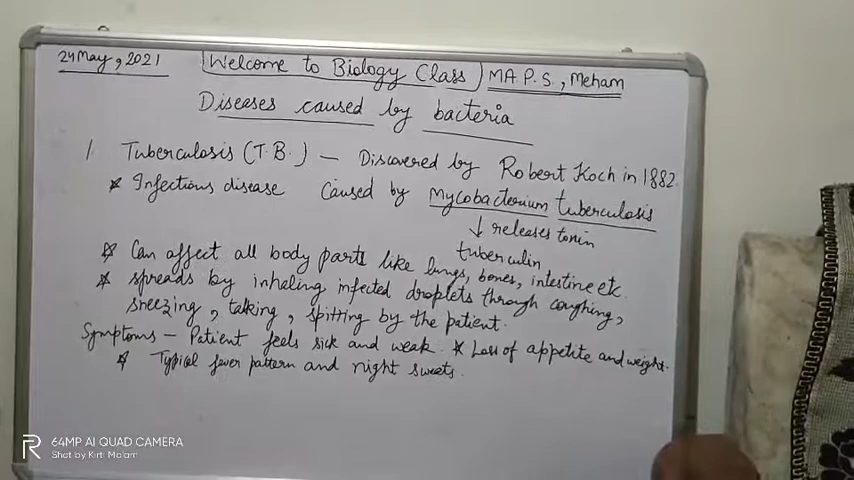 24 May, 2021 Welcome to Biology Class MA P.S., Meham
Diseases caused by bacteria
1. Tuberculosis (T.B.) – Discovered by Robert Koch in 1882.
* Infectious disease Caused by Mycobacterium tuberculosis
↓ releases toxin
tuberculin
* Can affect all body parts like lungs, bones, intestine etc.
* spreads by inhaling infected droplets through coughing,
sneezing, talking, spitting by the patient.
Symptoms – Patient feels sick and weak. * Loss of appetite and weight.
* Typical fever pattern and night sweats.
64MP AI QUAD CAMERA
Shot by Kirti Ma'am